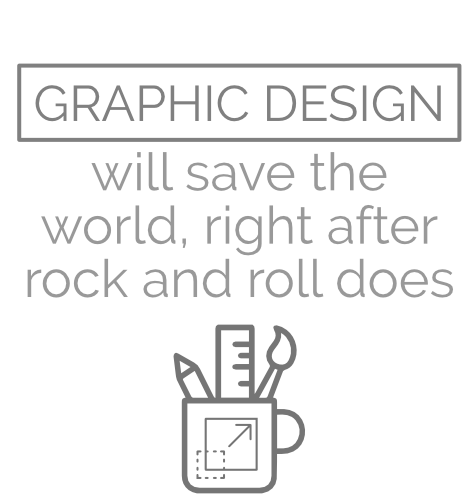 GRAPHIC DESIGN
will save the
world, right after
rock and roll does